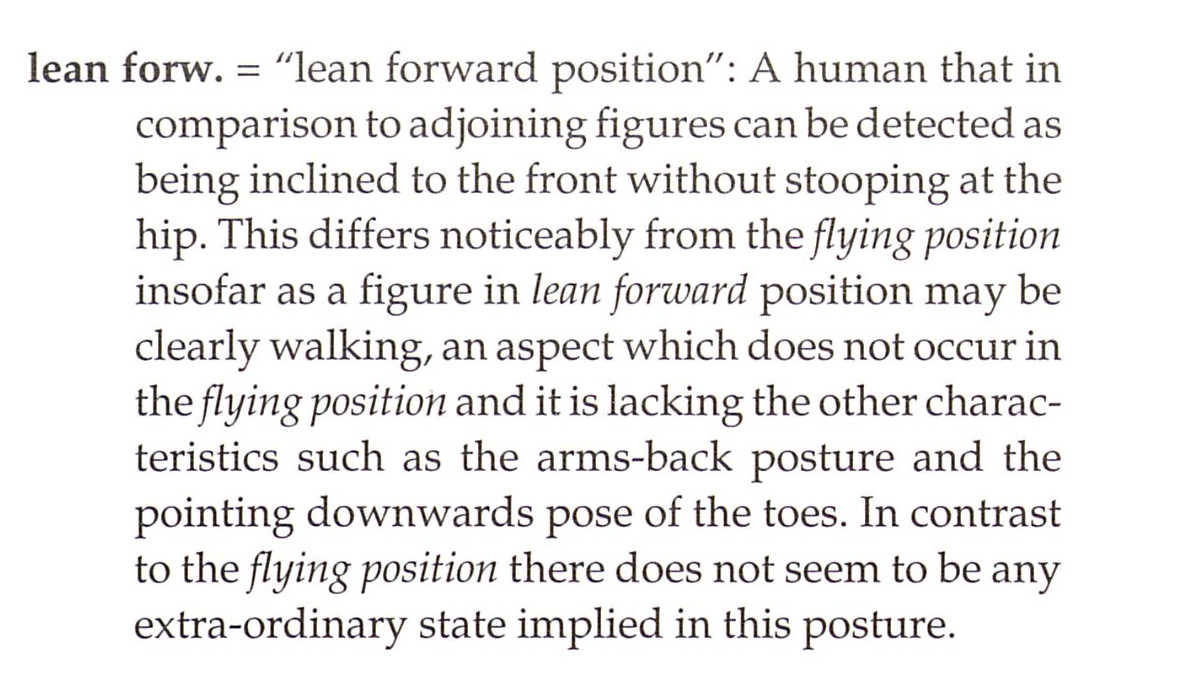 lean forw. = “lean forward position”: A human that in
comparison to adjoining figures can be detected as
being inclined to the front without stooping at the
hip. This differs noticeably from the flying position
insofar as a figure in lean forward position may be
clearly walking, an aspect which does not occur in
the flying position and it is lacking the other charac-
teristics such as the arms-back posture and the
pointing downwards pose of the toes. In contrast
to the flying position there does not seem to be any
extra-ordinary state implied in this posture.